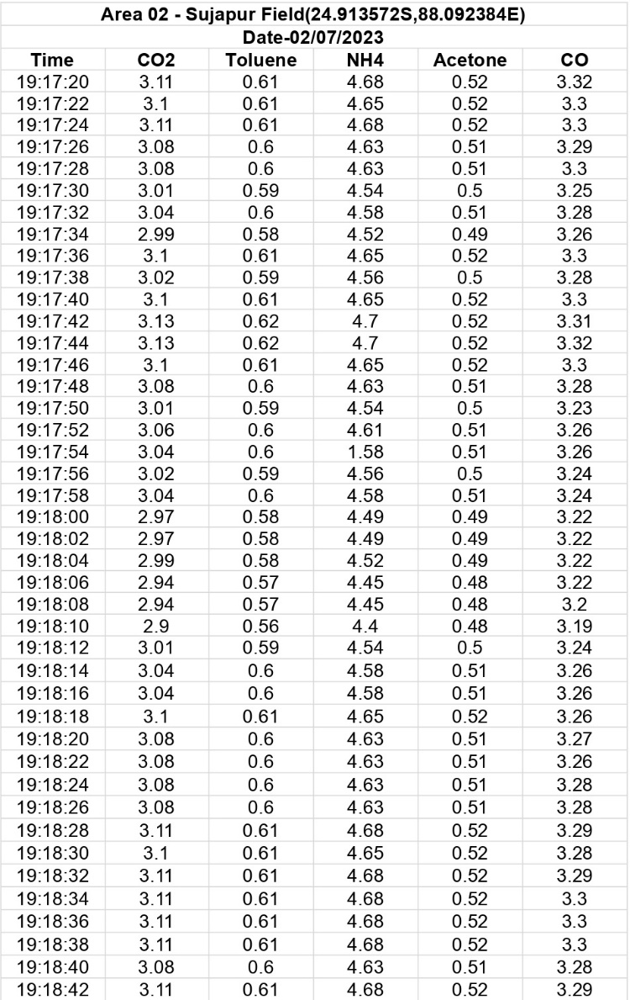 Area 02 - Sujapur Field(24.913572S,88.092384E)
Date-02/07/2023
Time CO2 Toluene NH4 Acetone CO
19:17:20 3.11 0.61 4.68 0.52 3.32
19:17:22 3.1 0.61 4.65 0.52 3.3
19:17:24 3.11 0.61 4.68 0.52 3.3
19:17:26 3.08 0.6 4.63 0.51 3.29
19:17:28 3.08 0.6 4.63 0.51 3.3
19:17:30 3.01 0.59 4.54 0.5 3.25
19:17:32 3.04 0.6 4.58 0.51 3.28
19:17:34 2.99 0.58 4.52 0.49 3.26
19:17:36 3.1 0.61 4.65 0.52 3.3
19:17:38 3.02 0.59 4.56 0.5 3.28
19:17:40 3.1 0.61 4.65 0.52 3.3
19:17:42 3.13 0.62 4.7 0.52 3.31
19:17:44 3.13 0.62 4.7 0.52 3.32
19:17:46 3.1 0.61 4.65 0.52 3.3
19:17:48 3.08 0.6 4.63 0.51 3.28
19:17:50 3.01 0.59 4.54 0.5 3.23
19:17:52 3.06 0.6 4.61 0.51 3.26
19:17:54 3.04 0.6 1.58 0.51 3.26
19:17:56 3.02 0.59 4.56 0.5 3.24
19:17:58 3.04 0.6 4.58 0.51 3.24
19:18:00 2.97 0.58 4.49 0.49 3.22
19:18:02 2.97 0.58 4.49 0.49 3.22
19:18:04 2.99 0.58 4.52 0.49 3.22
19:18:06 2.94 0.57 4.45 0.48 3.22
19:18:08 2.94 0.57 4.45 0.48 3.2
19:18:10 2.9 0.56 4.4 0.48 3.19
19:18:12 3.01 0.59 4.54 0.5 3.24
19:18:14 3.04 0.6 4.58 0.51 3.26
19:18:16 3.04 0.6 4.58 0.51 3.26
19:18:18 3.1 0.61 4.65 0.52 3.26
19:18:20 3.08 0.6 4.63 0.51 3.27
19:18:22 3.08 0.6 4.63 0.51 3.26
19:18:24 3.08 0.6 4.63 0.51 3.28
19:18:26 3.08 0.6 4.63 0.51 3.28
19:18:28 3.11 0.61 4.68 0.52 3.29
19:18:30 3.1 0.61 4.65 0.52 3.28
19:18:32 3.11 0.61 4.68 0.52 3.29
19:18:34 3.11 0.61 4.68 0.52 3.3
19:18:36 3.11 0.61 4.68 0.52 3.3
19:18:38 3.11 0.61 4.68 0.52 3.3
19:18:40 3.08 0.6 4.63 0.51 3.28
19:18:42 3.11 0.61 4.68 0.52 3.29